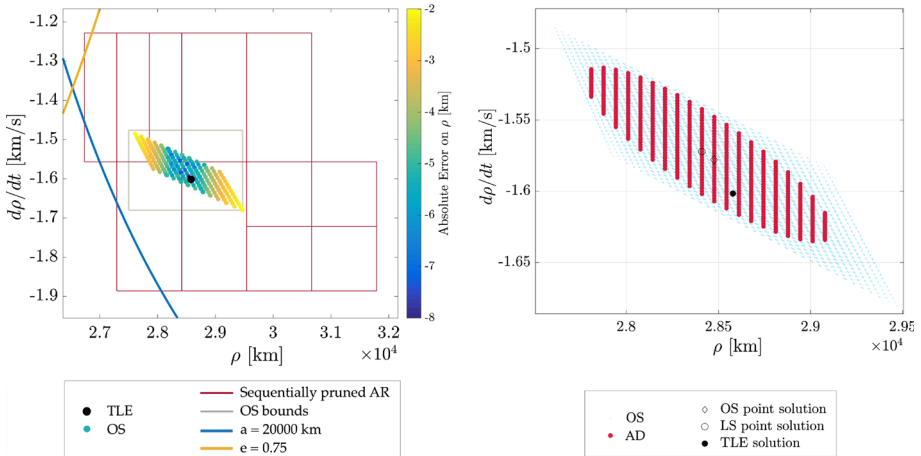 -1.2
-1.3
-1.4
-1.5
-1.6
-1.7
-1.8
-1.9
dρ/dt [km/s]
2.7 2.8 2.9 3 3.1 3.2
×10⁴
ρ [km]
-2
-3
-4
-5
-6
-7
-8
Absolute Error on ρ [km]
TLE
OS
Sequentially pruned AR
OS bounds
a = 20000 km
e = 0.75
-1.5
-1.55
-1.6
-1.65
dρ/dt [km/s]
2.8 2.85 2.9 2.95
×10⁴
ρ [km]
OS
AD
OS point solution
LS point solution
TLE solution